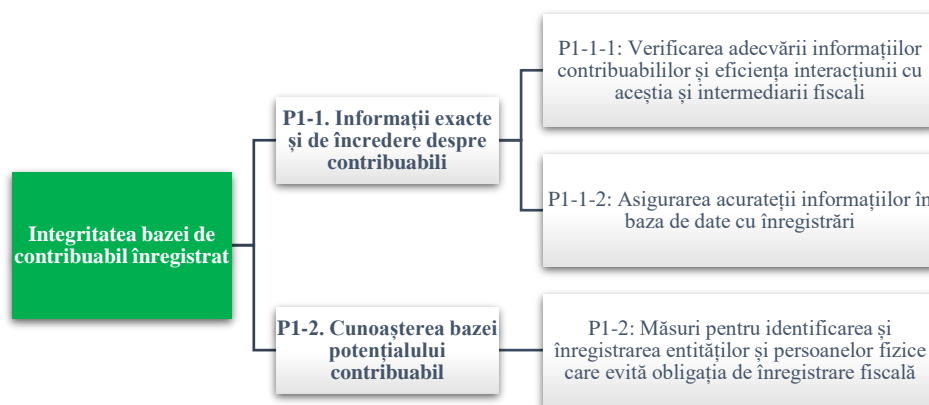 Integritatea bazei de
contribuabil înregistrat
P1-1. Informații exacte
și de încredere despre
contribuabili
P1-1-1: Verificarea adecvării informațiilor
contribuabililor și eficiența interacțiunii cu
aceștia și intermediarii fiscali
P1-1-2: Asigurarea acurateții informațiilor în
baza de date cu înregistrări
P1-2. Cunoașterea bazei
potențialului
contribuabil
P1-2: Măsuri pentru identificarea și
înregistrarea entităților și persoanelor fizice
care evită obligația de înregistrare fiscală